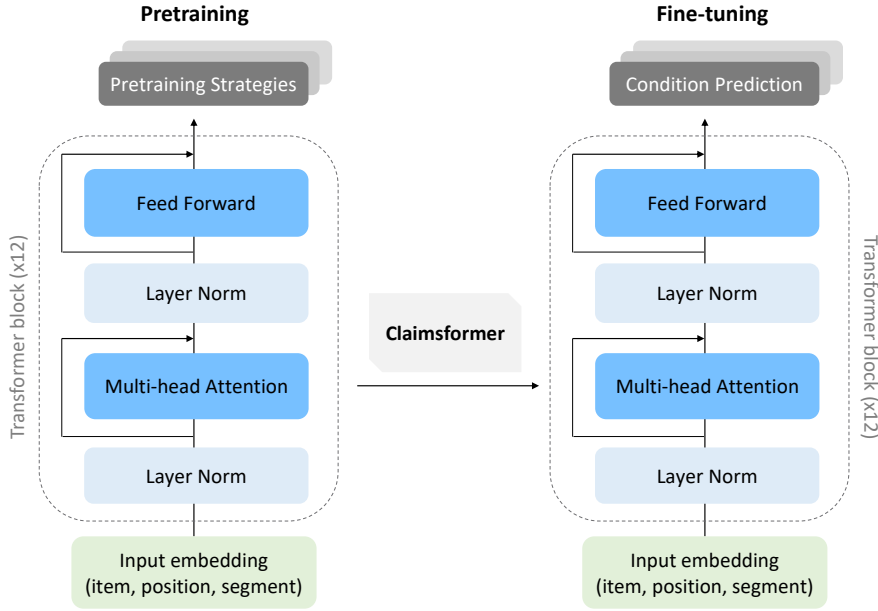 Pretraining
Pretraining Strategies
Feed Forward
Layer Norm
Multi-head Attention
Layer Norm
Transformer block (x12)
Input embedding
(item, position, segment)
Claimsformer
Fine-tuning
Condition Prediction
Feed Forward
Layer Norm
Multi-head Attention
Layer Norm
Transformer block (x12)
Input embedding
(item, position, segment)